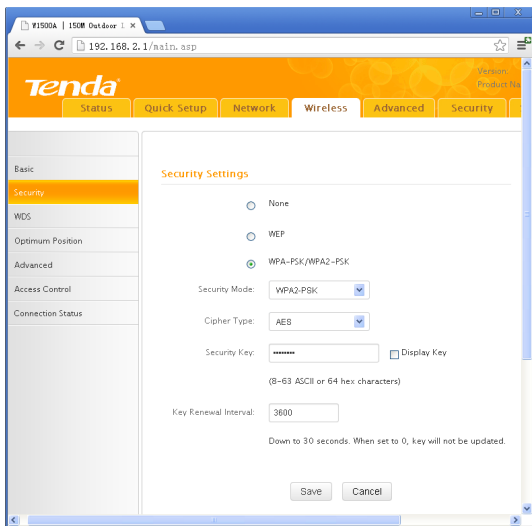 W1500A | 150M Outdoor
192.168.2.1/main.asp
Tenda
Version:
Product Na
Status
Quick Setup
Network
Wireless
Advanced
Security
Basic
Security
WDS
Optimum Position
Advanced
Access Control
Connection Status
Security Settings
None
WEP
WPA-PSK/WPA2-PSK
Security Mode: WPA2-PSK
Cipher Type: AES
Security Key: ••••••••
Display Key
(8-63 ASCII or 64 hex characters)
Key Renewal Interval: 3600
Down to 30 seconds. When set to 0, key will not be updated.
Save
Cancel